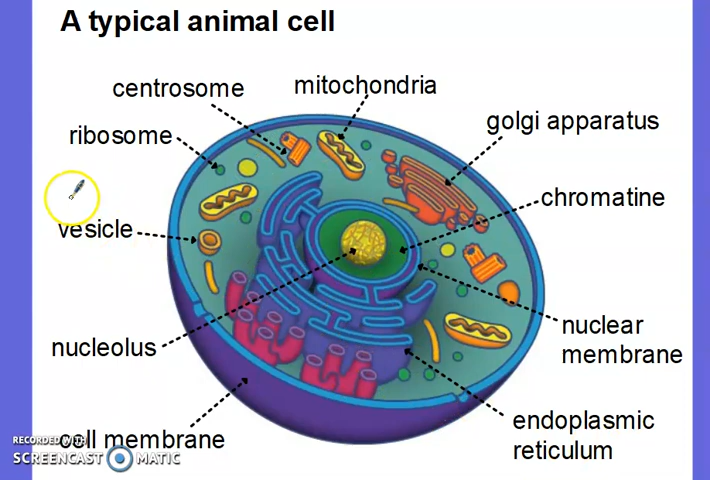 A typical animal cell
centrosome
mitochondria
ribosome
golgi apparatus
chromatine
vesicle
nucleolus
nuclear
membrane
endoplasmic
reticulum
cell membrane
RECORDED WITH
SCREENCAST MATIC